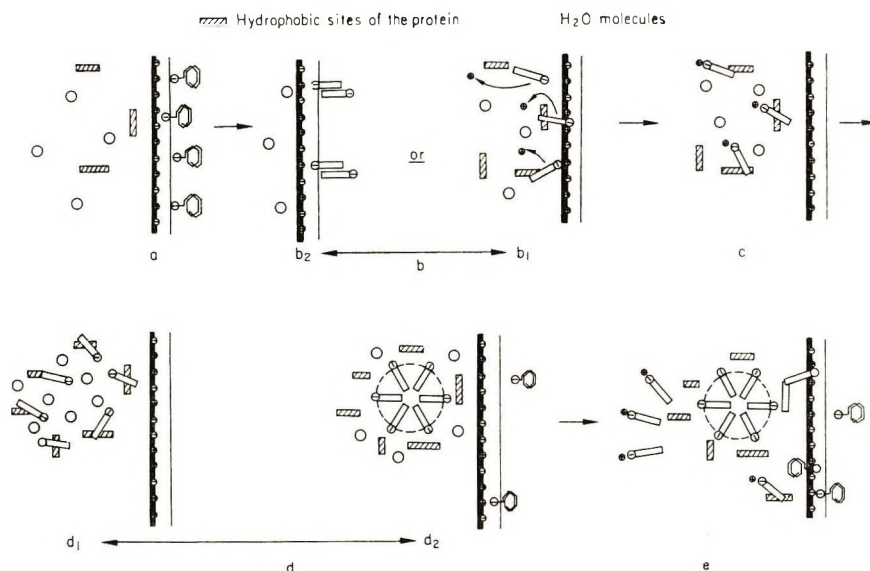 Hydrophobic sites of the protein H₂O molecules
a b₂ or b₁ c
b
d₁ d₂
d e